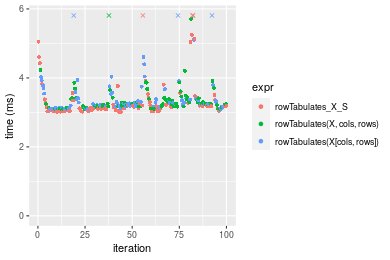 6
4
2
0
time (ms)
0
25
50
75
100
iteration
expr
rowTabulates_X_S
rowTabulates(X, cols, rows)
rowTabulates(X[cols, rows])